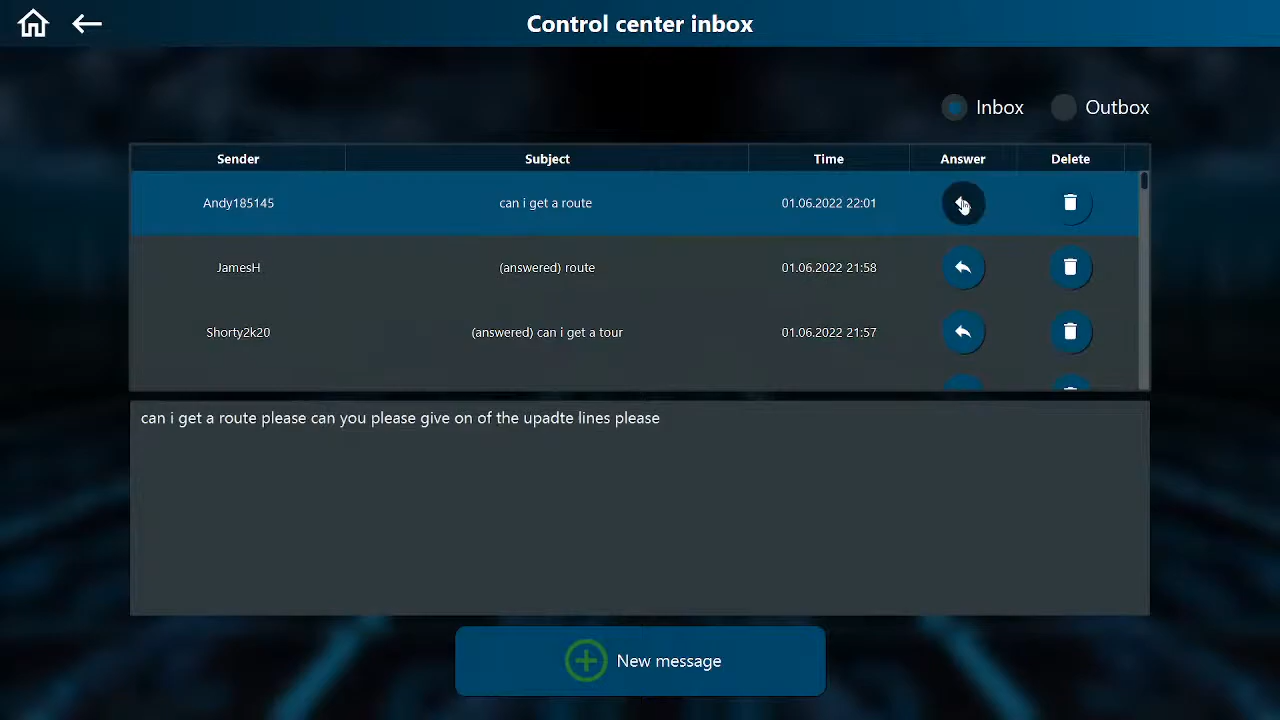 Control center inbox
Inbox Outbox
Sender Subject Time Answer Delete
Andy185145 can i get a route 01.06.2022 22:01
JamesH (answered) route 01.06.2022 21:58
Shorty2k20 (answered) can i get a tour 01.06.2022 21:57
can i get a route please can you please give on of the upadte lines please
New message